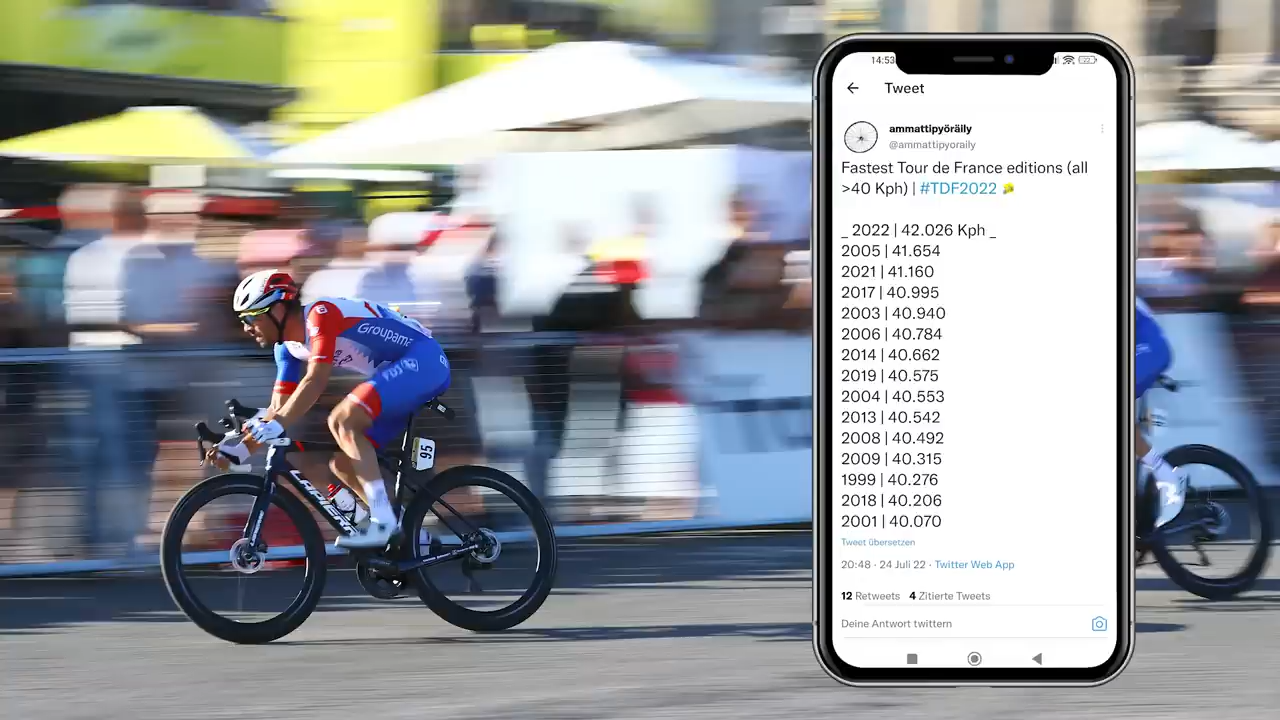 Groupama
FDJ
95
LAPIERRE
14:53
Tweet
ammattipyöräily
@ammattipyoraily
Fastest Tour de France editions (all
>40 Kph) | #TDF2022
_ 2022 | 42.026 Kph _
2005 | 41.654
2021 | 41.160
2017 | 40.995
2003 | 40.940
2006 | 40.784
2014 | 40.662
2019 | 40.575
2004 | 40.553
2013 | 40.542
2008 | 40.492
2009 | 40.315
1999 | 40.276
2018 | 40.206
2001 | 40.070
Tweet übersetzen
20:48 · 24 Juli 22 · Twitter Web App
12 Retweets 4 Zitierte Tweets
Deine Antwort twittern